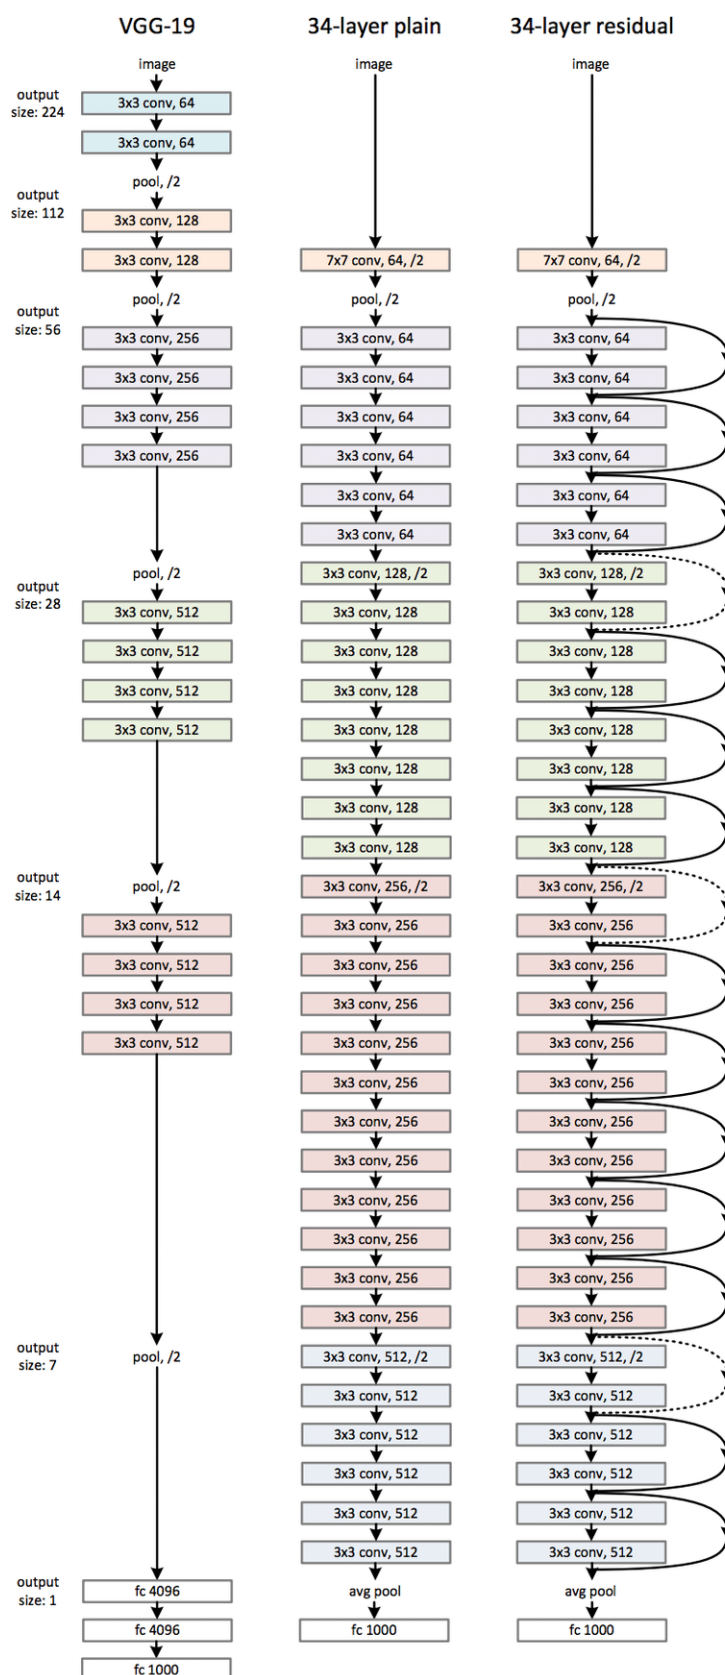 VGG-19
image
output
size: 224
3x3 conv, 64
3x3 conv, 64
pool, /2
output
size: 112
3x3 conv, 128
3x3 conv, 128
pool, /2
output
size: 56
3x3 conv, 256
3x3 conv, 256
3x3 conv, 256
3x3 conv, 256
pool, /2
output
size: 28
3x3 conv, 512
3x3 conv, 512
3x3 conv, 512
3x3 conv, 512
pool, /2
output
size: 14
3x3 conv, 512
3x3 conv, 512
3x3 conv, 512
3x3 conv, 512
output
size: 7
pool, /2
output
size: 1
fc 4096
fc 4096
fc 1000
34-layer plain
image
7x7 conv, 64, /2
pool, /2
3x3 conv, 64
3x3 conv, 64
3x3 conv, 64
3x3 conv, 64
3x3 conv, 64
3x3 conv, 64
3x3 conv, 128, /2
3x3 conv, 128
3x3 conv, 128
3x3 conv, 128
3x3 conv, 128
3x3 conv, 128
3x3 conv, 128
3x3 conv, 128
3x3 conv, 256, /2
3x3 conv, 256
3x3 conv, 256
3x3 conv, 256
3x3 conv, 256
3x3 conv, 256
3x3 conv, 256
3x3 conv, 256
3x3 conv, 256
3x3 conv, 256
3x3 conv, 256
3x3 conv, 256
3x3 conv, 512, /2
3x3 conv, 512
3x3 conv, 512
3x3 conv, 512
3x3 conv, 512
3x3 conv, 512
avg pool
fc 1000
34-layer residual
image
7x7 conv, 64, /2
pool, /2
3x3 conv, 64
3x3 conv, 64
3x3 conv, 64
3x3 conv, 64
3x3 conv, 64
3x3 conv, 64
3x3 conv, 128, /2
3x3 conv, 128
3x3 conv, 128
3x3 conv, 128
3x3 conv, 128
3x3 conv, 128
3x3 conv, 128
3x3 conv, 128
3x3 conv, 256, /2
3x3 conv, 256
3x3 conv, 256
3x3 conv, 256
3x3 conv, 256
3x3 conv, 256
3x3 conv, 256
3x3 conv, 256
3x3 conv, 256
3x3 conv, 256
3x3 conv, 256
3x3 conv, 256
3x3 conv, 512, /2
3x3 conv, 512
3x3 conv, 512
3x3 conv, 512
3x3 conv, 512
3x3 conv, 512
avg pool
fc 1000